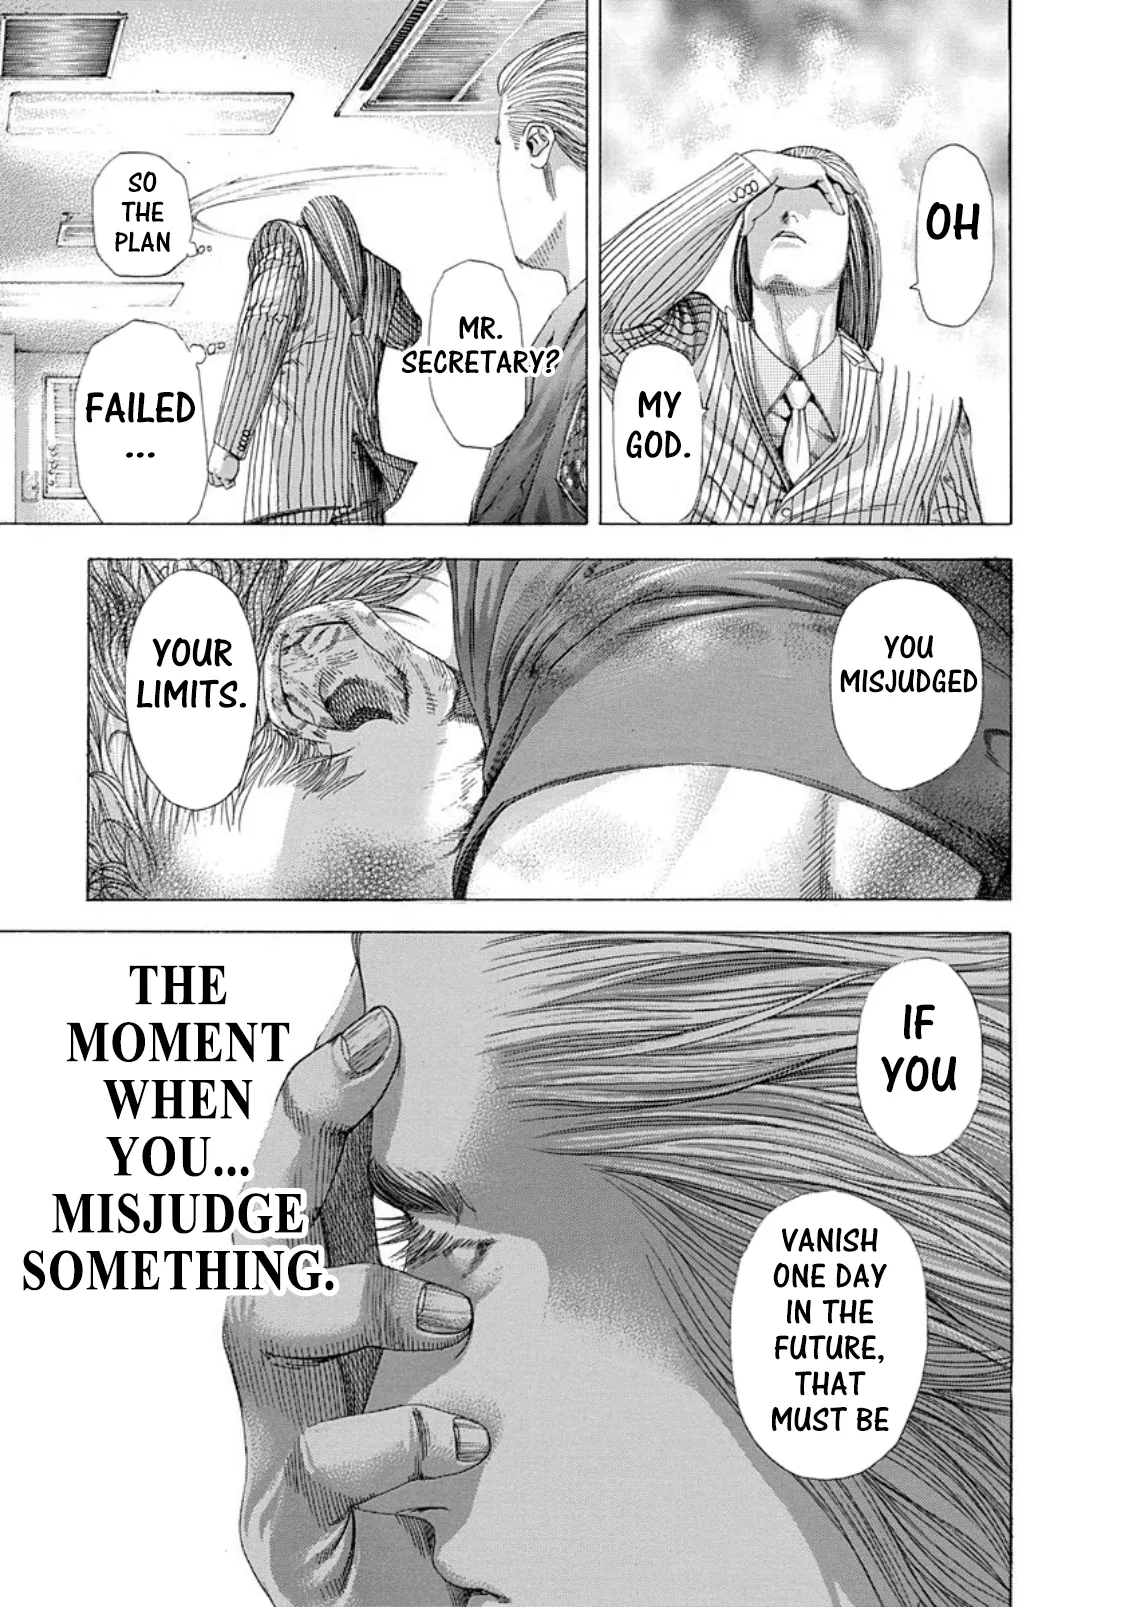 OH
MY
GOD.
MR.
SECRETARY?
SO
THE
PLAN
FAILED
...
YOU
MISJUDGED
YOUR
LIMITS.
IF
YOU
VANISH
ONE DAY
IN THE
FUTURE,
THAT
MUST BE
THE
MOMENT
WHEN
YOU...
MISJUDGE
SOMETHING.